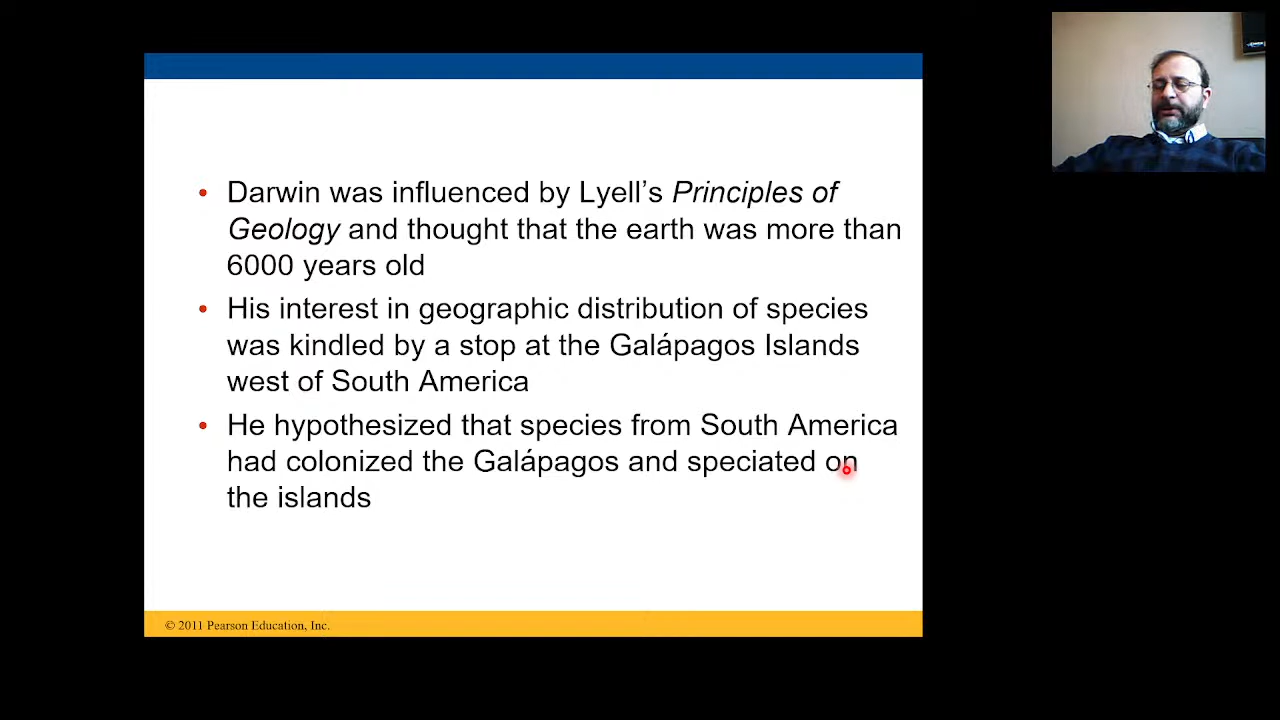 • Darwin was influenced by Lyell’s Principles of
Geology and thought that the earth was more than
6000 years old
• His interest in geographic distribution of species
was kindled by a stop at the Galápagos Islands
west of South America
• He hypothesized that species from South America
had colonized the Galápagos and speciated on
the islands
© 2011 Pearson Education, Inc.